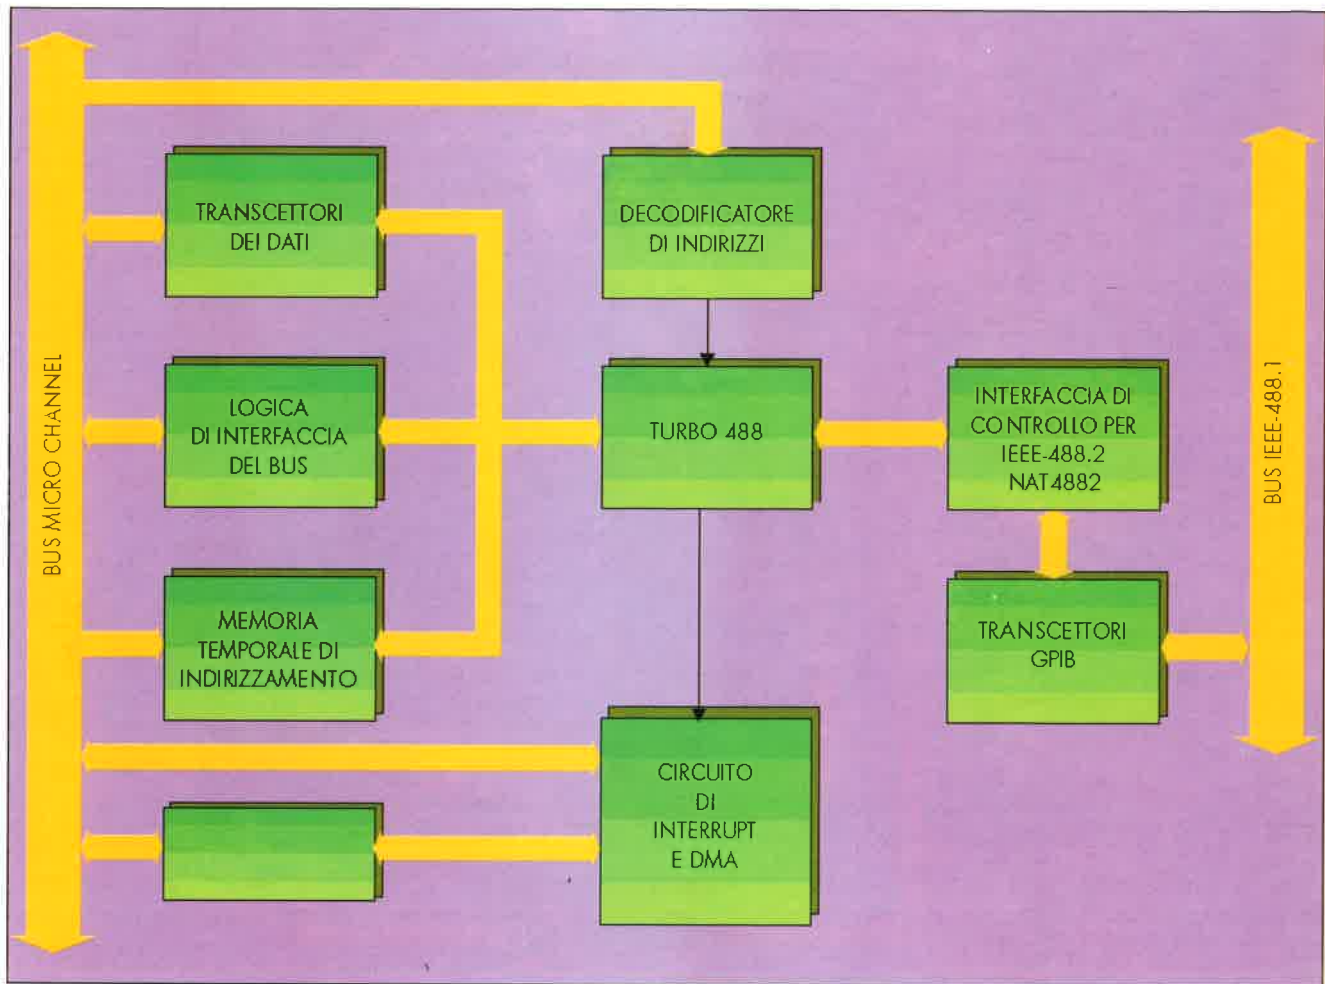 BUS MICRO CHANNEL
TRANSCETTORI
DEI DATI
DECODIFICATORE
DI INDIRIZZI
LOGICA
DI INTERFACCIA
DEL BUS
TURBO 488
INTERFACCIA DI
CONTROLLO PER
IEEE-488.2
NAT4882
BUS IEEE-488.1
MEMORIA
TEMPORALE DI
INDIRIZZAMENTO
TRANSCETTORI
GPIB
CIRCUITO
DI
INTERRUPT
E DMA